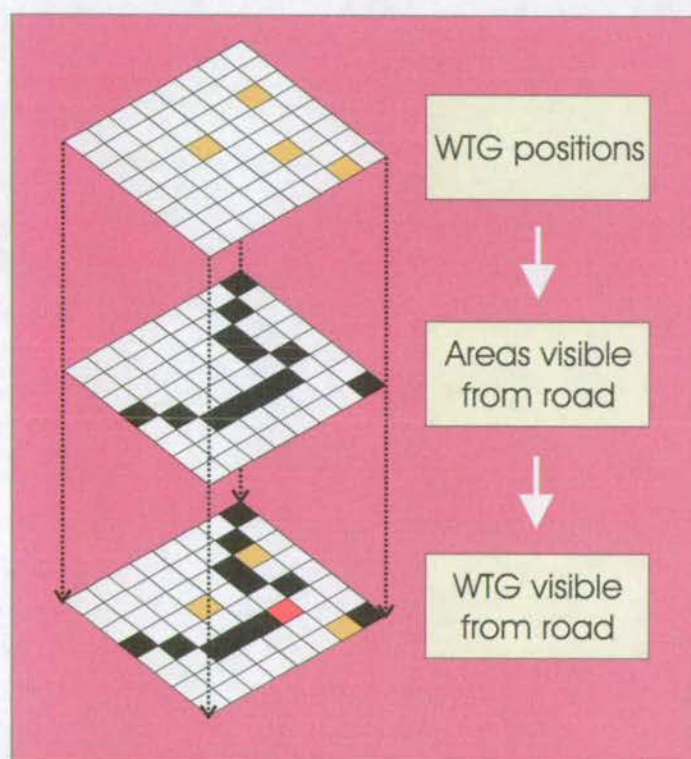 WTG positions
Areas visible
from road
WTG visible
from road